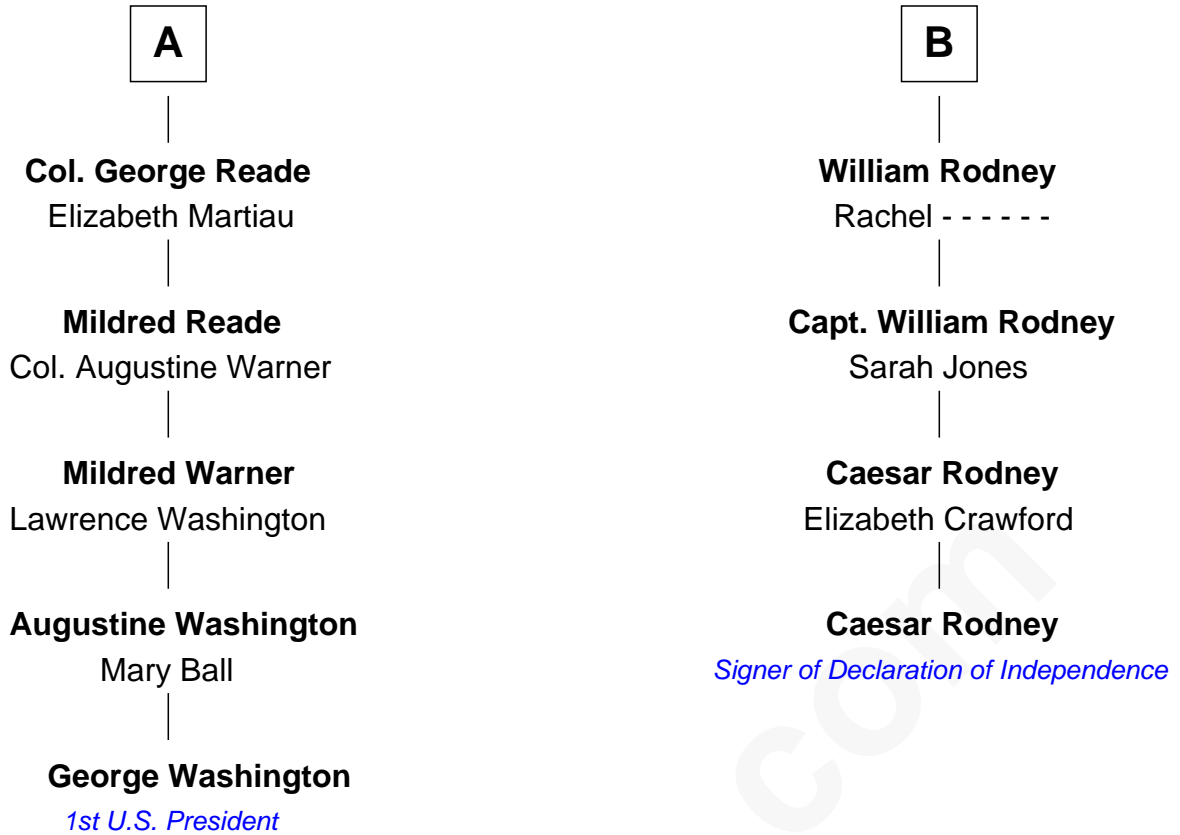 A
Col. George Reade
Elizabeth Martiau
Mildred Reade
Col. Augustine Warner
Mildred Warner
Lawrence Washington
Augustine Washington
Mary Ball
George Washington
1st U.S. President
B
William Rodney
Rachel - - - - - -
Capt. William Rodney
Sarah Jones
Caesar Rodney
Elizabeth Crawford
Caesar Rodney
Signer of Declaration of Independence
com